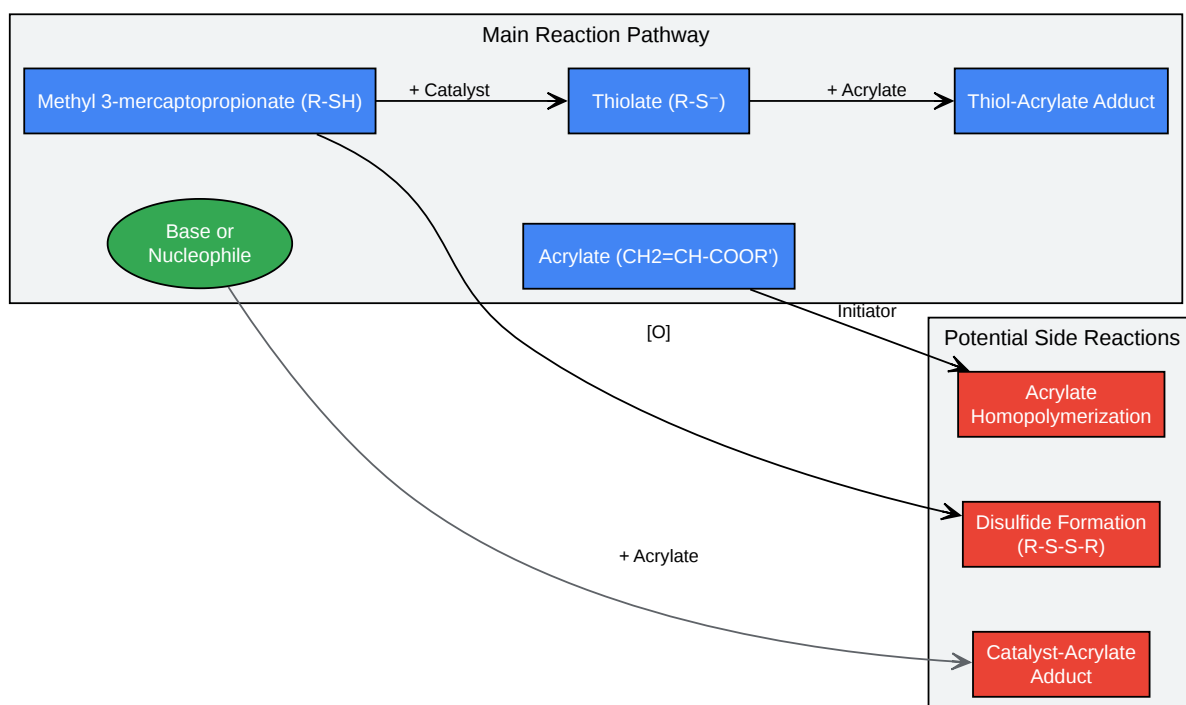 Main Reaction Pathway
Methyl 3-mercaptopropionate (R-SH)
+ Catalyst
Thiolate (R-S⁻)
+ Acrylate
Thiol-Acrylate Adduct
Base or
Nucleophile
Acrylate (CH2=CH-COOR')
Initiator
[O]
Potential Side Reactions
Acrylate
Homopolymerization
Disulfide Formation
(R-S-S-R)
+ Acrylate
Catalyst-Acrylate
Adduct